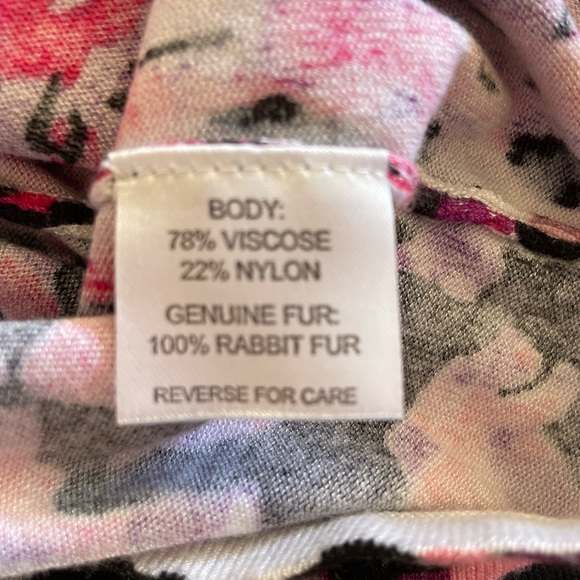 BODY:
78% VISCOSE
22% NYLON
GENUINE FUR:
100% RABBIT FUR
REVERSE FOR CARE